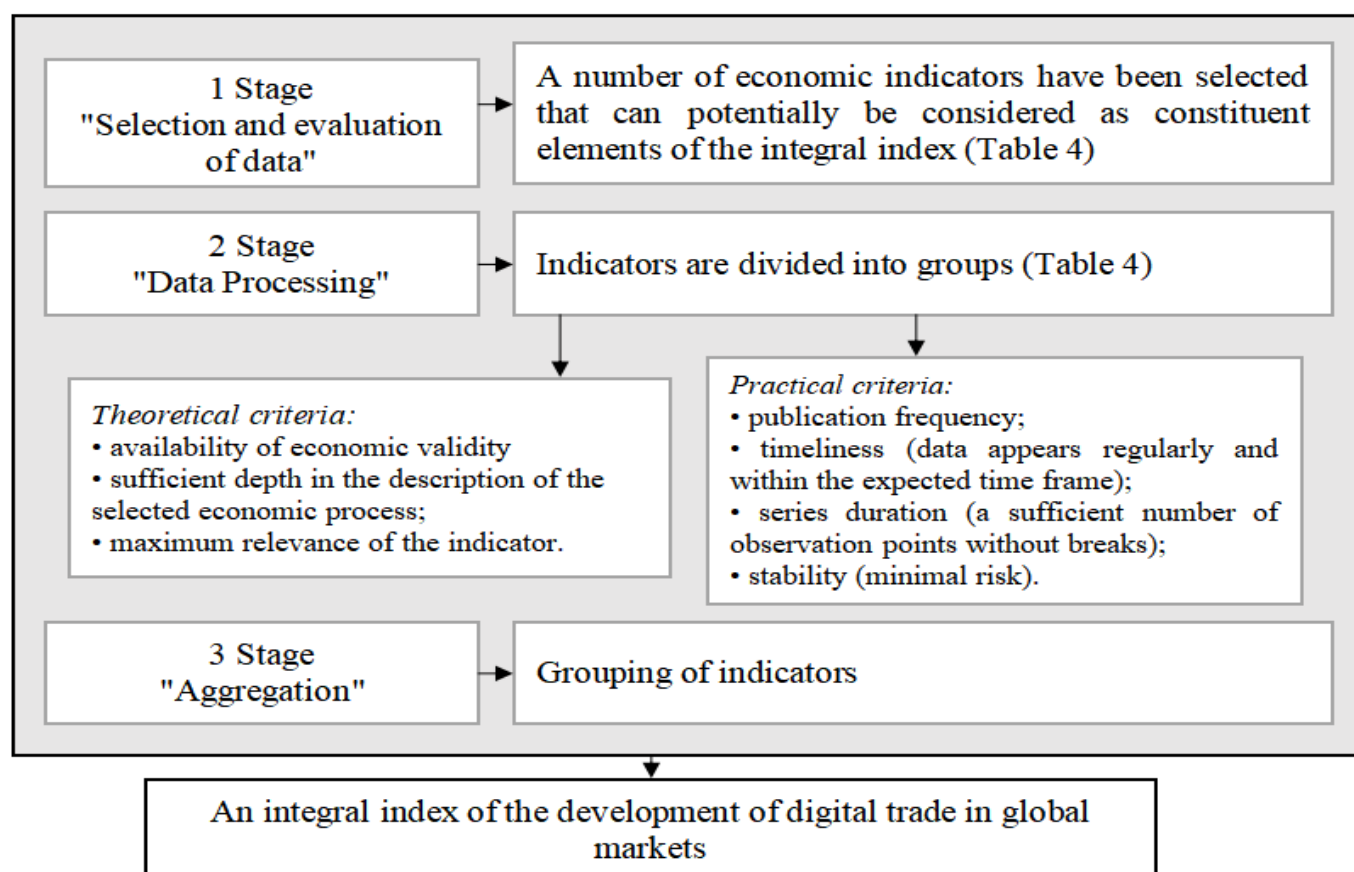 1 Stage
"Selection and evaluation
of data"
A number of economic indicators have been selected
that can potentially be considered as constituent
elements of the integral index (Table 4)
2 Stage
"Data Processing"
Indicators are divided into groups (Table 4)
Theoretical criteria:
• availability of economic validity
• sufficient depth in the description of the
selected economic process;
• maximum relevance of the indicator.
Practical criteria:
• publication frequency;
• timeliness (data appears regularly and
within the expected time frame);
• series duration (a sufficient number of
observation points without breaks);
• stability (minimal risk).
3 Stage
"Aggregation"
Grouping of indicators
An integral index of the development of digital trade in global
markets